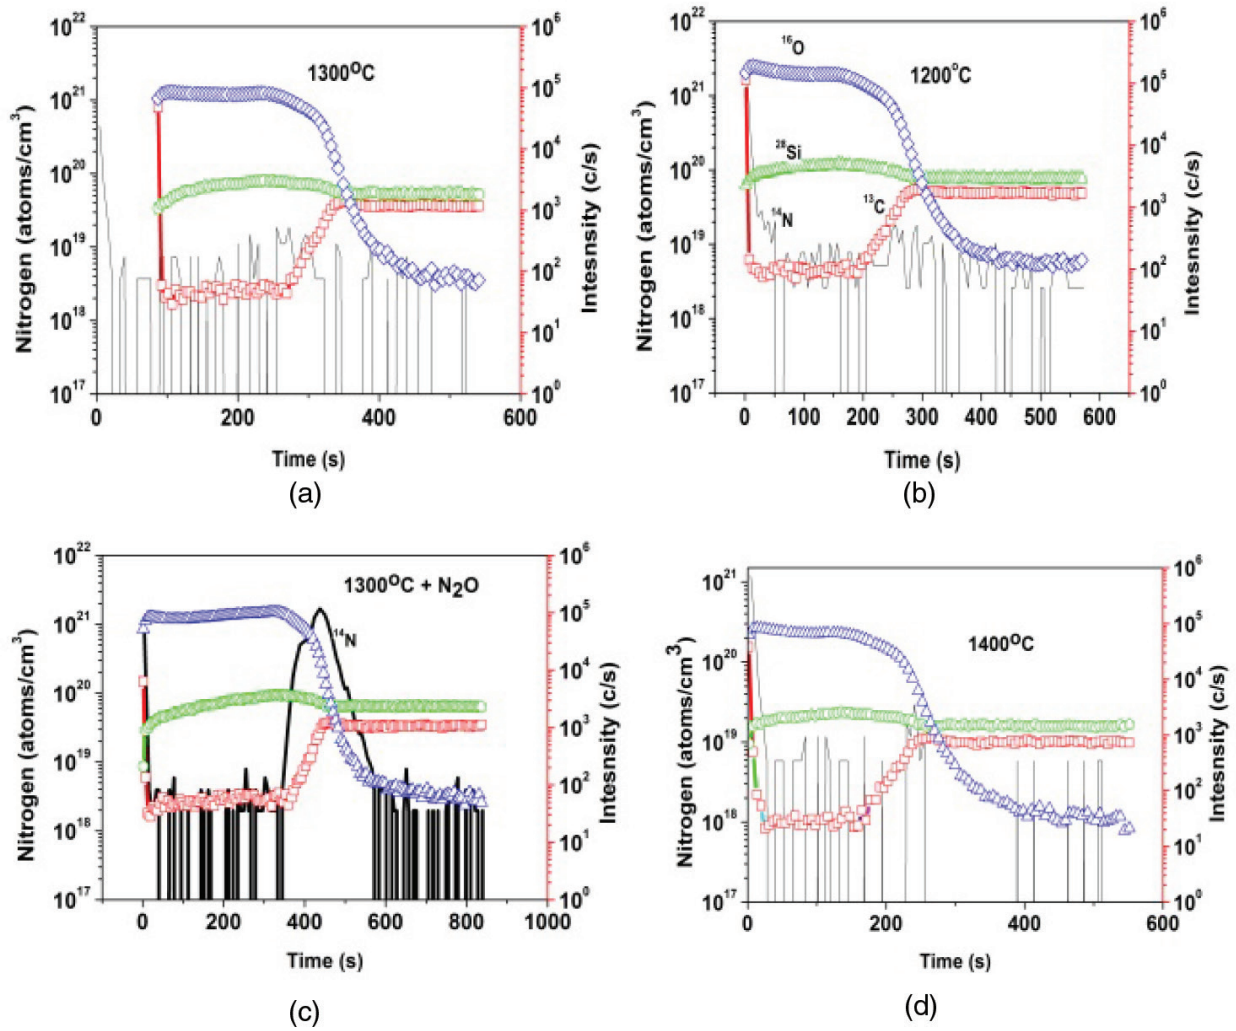 10^22
10^21
10^20
10^19
10^18
10^17
Nitrogen (atoms/cm^3)
1300^OC
10^6
10^5
10^4
10^3
10^2
10^1
10^0
Intesnsity (c/s)
0 200 400 600
Time (s)
(a)
10^22
10^21
10^20
10^19
10^18
10^17
Nitrogen (atoms/cm^3)
^16O
1200^oC
^28Si
^14N
^13C
10^6
10^5
10^4
10^3
10^2
10^1
10^0
Intesnsity (c/s)
0 100 200 300 400 500 600
Time (s)
(b)
10^22
10^21
10^20
10^19
10^18
10^17
Nitrogen (atoms/cm^3)
1300^OC + N2O
^14N
10^6
10^5
10^4
10^3
10^2
10^1
10^0
Intesnsity (c/s)
0 200 400 600 800 1000
Time (s)
(c)
10^21
10^20
10^19
10^18
10^17
Nitrogen (atoms/cm^3)
1400^OC
10^6
10^5
10^4
10^3
10^2
10^1
10^0
Intesnsity (c/s)
0 200 400 600
Time (s)
(d)